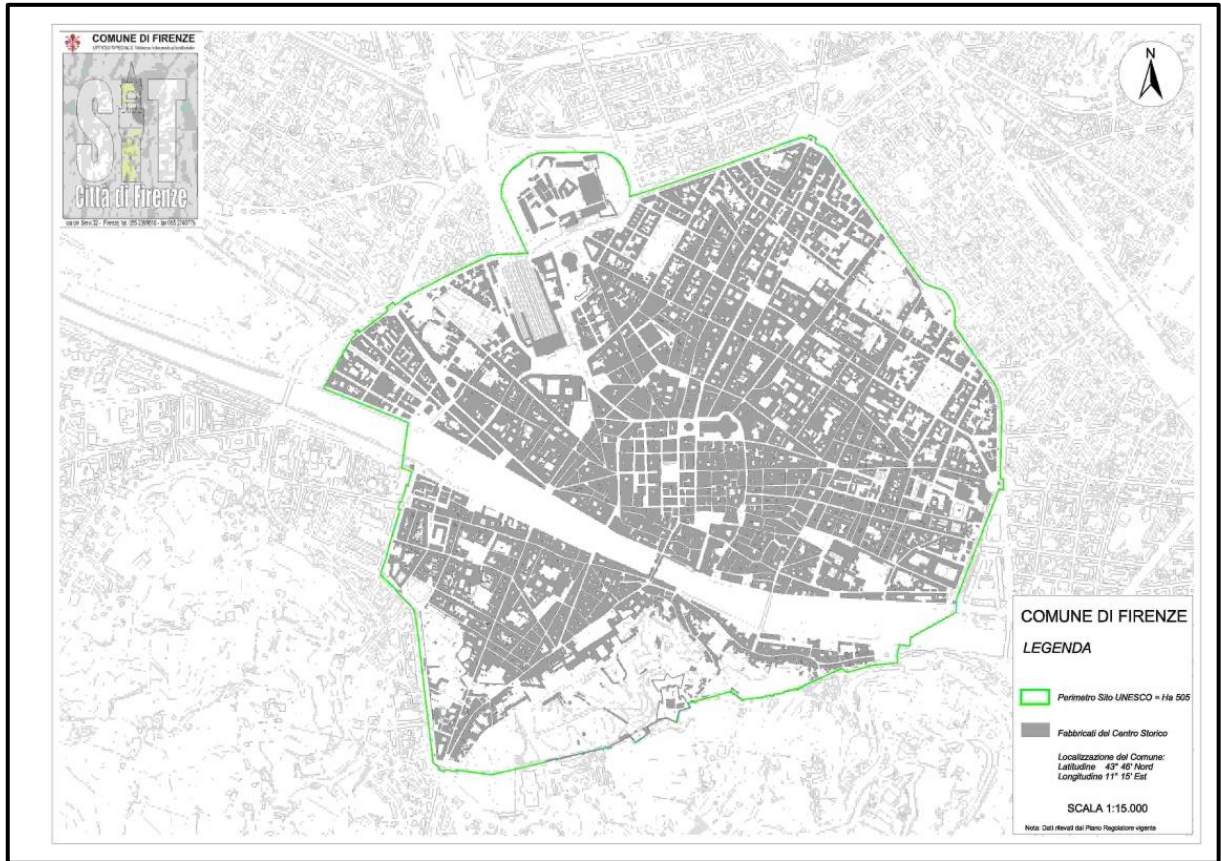 COMUNE DI FIRENZE
SIT
Città di Firenze
N
COMUNE DI FIRENZE
LEGENDA
Perimetro Sito UNESCO = Ha 505
Fabbricati del Centro Storico
Localizzazione del Comune:
Latitudine 43° 46' Nord
Longitudine 11° 15' Est
SCALA 1:15.000
Nota: Dati rilevati dal Piano Regolatore vigente